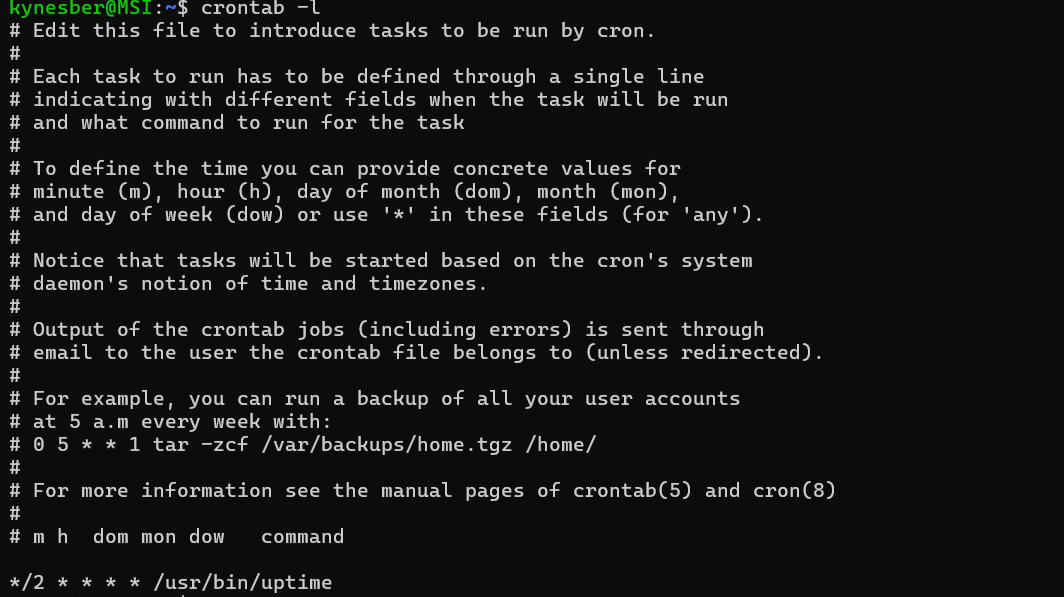 kynesber@MSI:~$ crontab -l
# Edit this file to introduce tasks to be run by cron.
#
# Each task to run has to be defined through a single line
# indicating with different fields when the task will be run
# and what command to run for the task
#
# To define the time you can provide concrete values for
# minute (m), hour (h), day of month (dom), month (mon),
# and day of week (dow) or use '*' in these fields (for 'any').
#
# Notice that tasks will be started based on the cron's system
# daemon's notion of time and timezones.
#
# Output of the crontab jobs (including errors) is sent through
# email to the user the crontab file belongs to (unless redirected).
#
# For example, you can run a backup of all your user accounts
# at 5 a.m every week with:
# 0 5 * * 1 tar -zcf /var/backups/home.tgz /home/
#
# For more information see the manual pages of crontab(5) and cron(8)
#
# m h  dom mon dow   command

*/2 * * * * /usr/bin/uptime